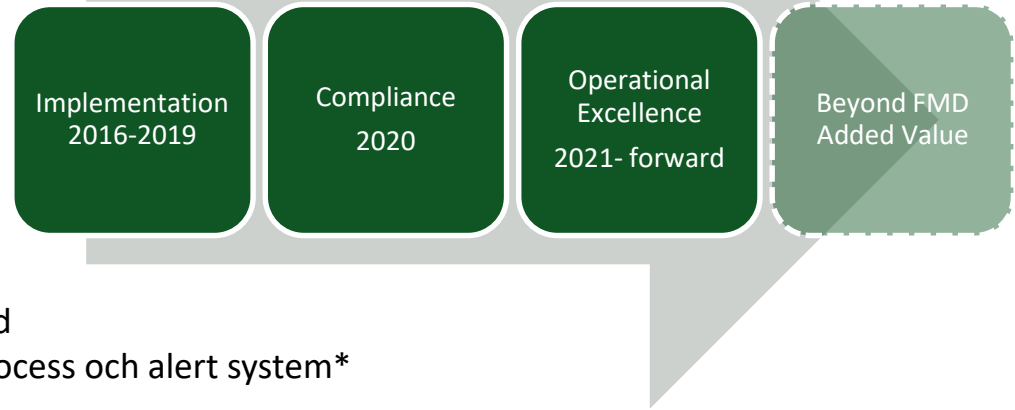 Implementation
2016-2019
Compliance
2020
Operational
Excellence
2021- forward
Beyond FMD
Added Value
ocess och alert system*